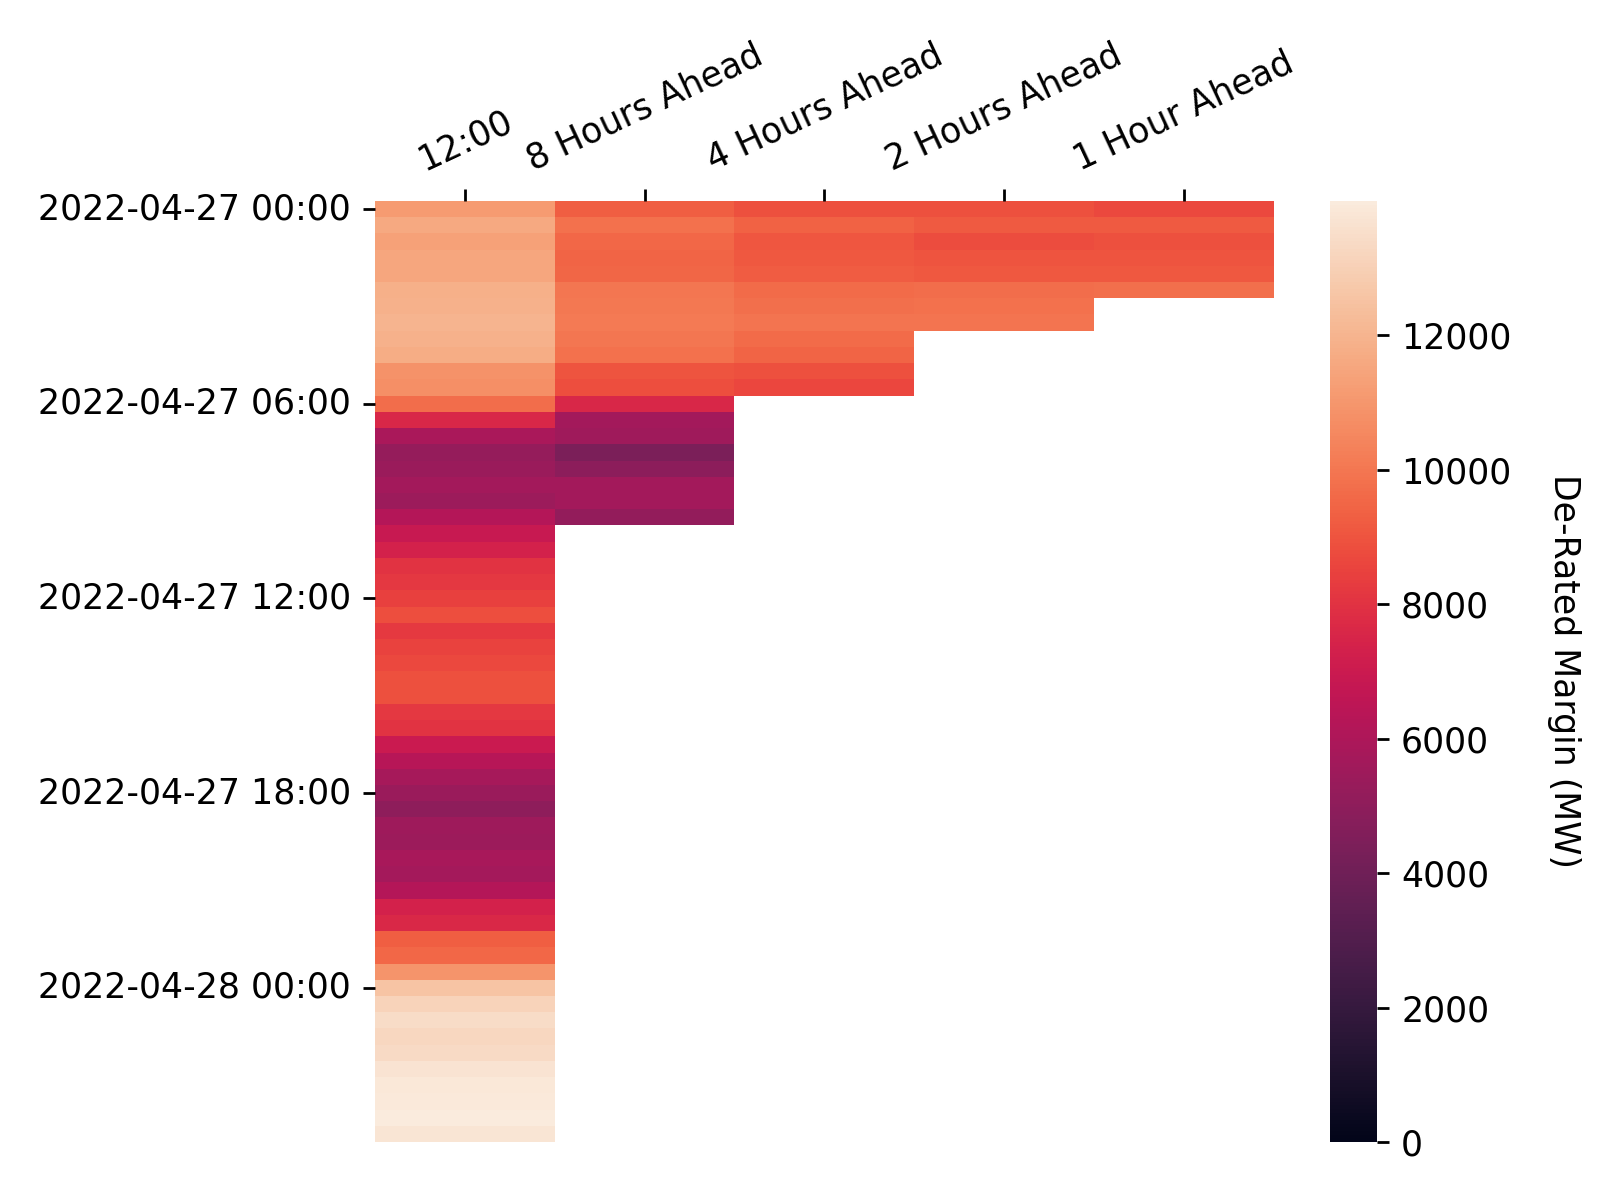 12:00
8 Hours Ahead
4 Hours Ahead
2 Hours Ahead
1 Hour Ahead
2022-04-27 00:00
2022-04-27 06:00
2022-04-27 12:00
2022-04-27 18:00
2022-04-28 00:00
12000
10000
8000
6000
4000
2000
0
De-Rated Margin (MW)